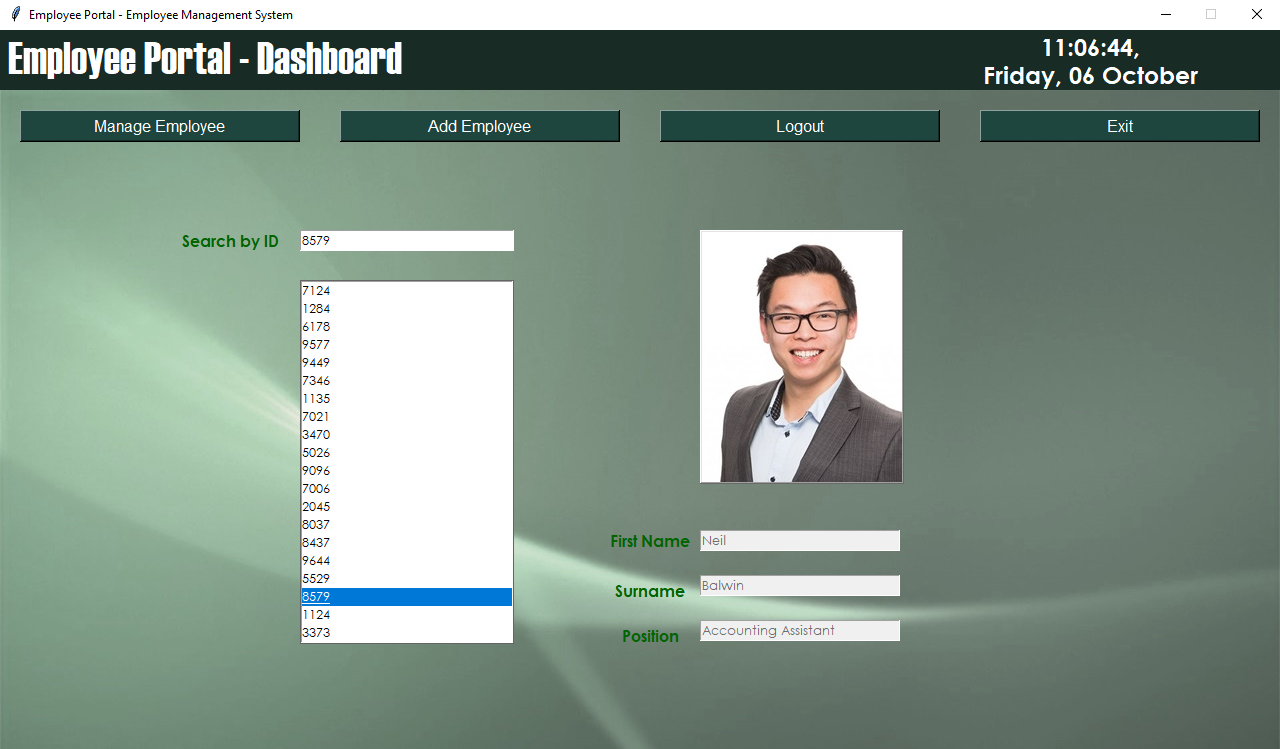 Employee Portal - Employee Management System
Employee Portal - Dashboard
11:06:44,
Friday, 06 October
Manage Employee
Add Employee
Logout
Exit
Search by ID
8579
7124
1284
6178
9577
9449
7346
1135
7021
3470
5026
9096
7006
2045
8037
8437
9644
5529
8579
1124
3373
First Name
Neil
Surname
Balwin
Position
Accounting Assistant